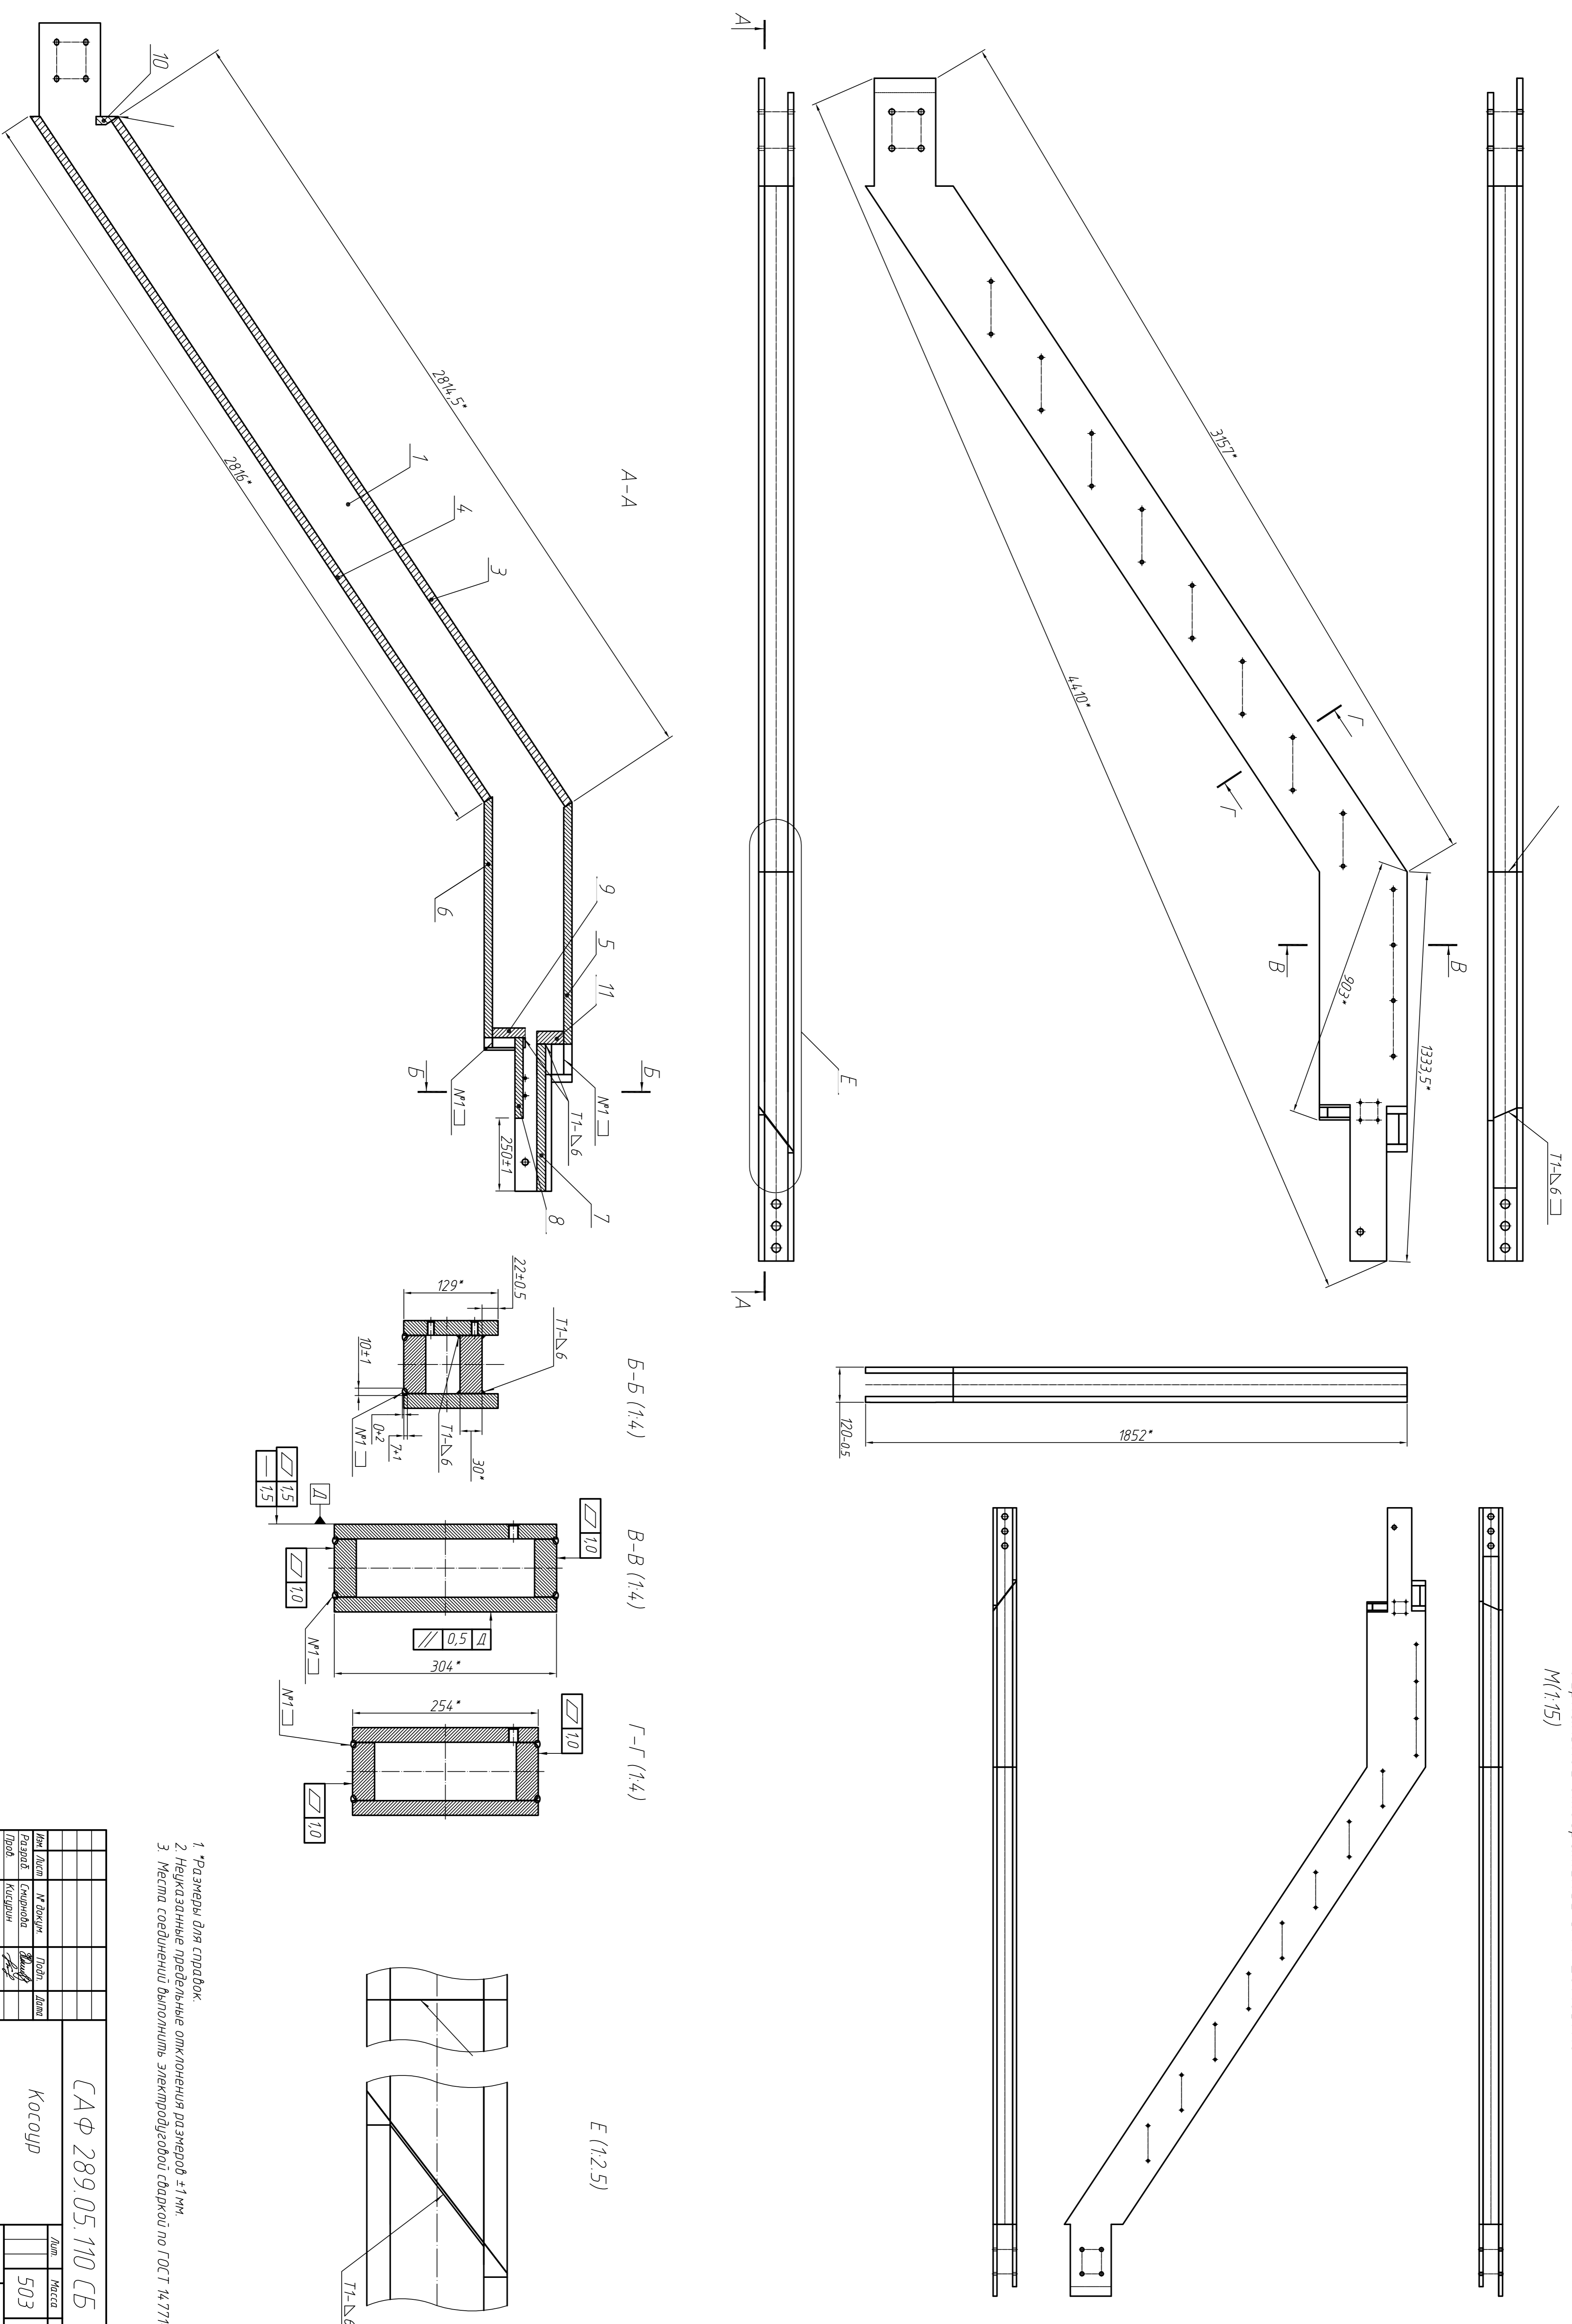 А
А
3157*
4410*
Г
Г
В
В
903*
1333,5*
Т1-⊿6
Е
1852*
120-0.5
М(1:15)
А-А
10
2814,5*
2816*
1
4
3
6
9
5
11
Б
Б
№1
№1
Т1-⊿6
250±1
7
8
Б-Б (1:4)
129*
22±0.5
Т1-⊿6
10±1
0+2
7+1
Т1-⊿6
30*
№1
В-В (1:4)
1,5
1,5
Д
1,0
1,0
0,5 Д
№1
304*
Г-Г (1:4)
254*
1,0
1,0
№1
Е (1:2.5)
Т1-⊿6
1. *Размеры для справок.
2. Неуказанные предельные отклонения размеров ±1 мм.
3. Места соединений выполнить электродуговой сваркой по ГОСТ 14771
САФ 289.05.110 СБ
Изм. Лист № докум. Подп. Дата
Разраб. Смирнова
Пров. Кисурин
Косоур
Лит. Масса
503